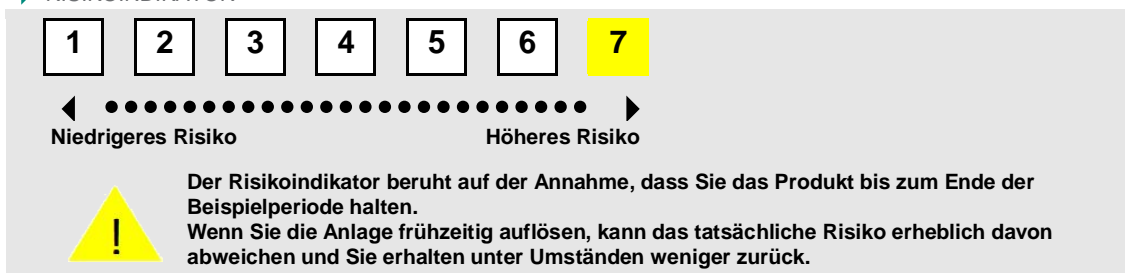 RISIKOINDIKATOR
1 2 3 4 5 6 7
Niedrigeres Risiko Höheres Risiko
Der Risikoindikator beruht auf der Annahme, dass Sie das Produkt bis zum Ende der
Beispielperiode halten.
! Wenn Sie die Anlage frühzeitig auflösen, kann das tatsächliche Risiko erheblich davon
abweichen und Sie erhalten unter Umständen weniger zurück.